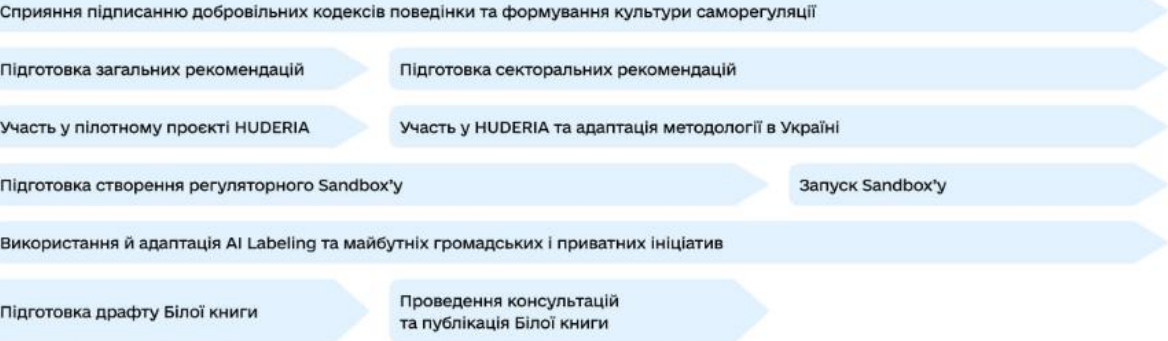 Сприяння підписанню добровільних кодексів поведінки та формування культури саморегуляції
Підготовка загальних рекомендацій
Підготовка секторальних рекомендацій
Участь у пілотному проєкті HUDERIA
Участь у HUDERIA та адаптація методології в Україні
Підготовка створення регуляторного Sandbox’у
Запуск Sandbox’у
Використання й адаптація AI Labeling та майбутніх громадських і приватних ініціатив
Підготовка драфту Білої книги
Проведення консультацій
та публікація Білої книги